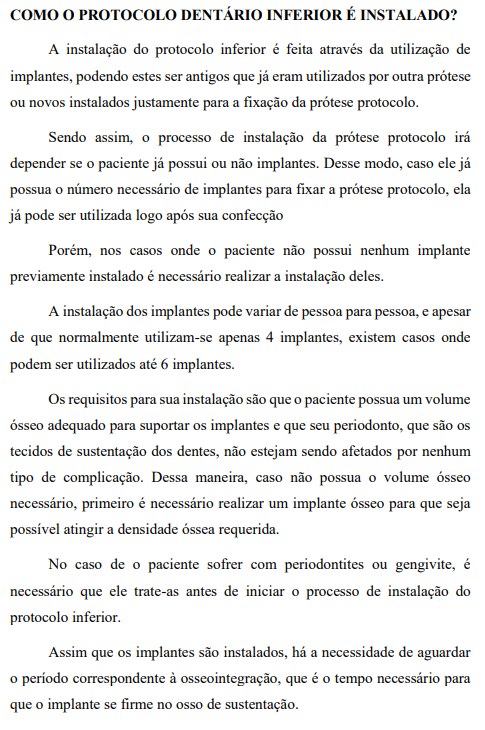 COMO O PROTOCOLO DENTÁRIO INFERIOR É INSTALADO?
A instalação do protocolo inferior é feita através da utilização de
implantes, podendo estes ser antigos que já eram utilizados por outra prótese
ou novos instalados justamente para a fixação da prótese protocolo.
Sendo assim, o processo de instalação da prótese protocolo irá
depender se o paciente já possui ou não implantes. Desse modo, caso ele já
possua o número necessário de implantes para fixar a prótese protocolo, ela
já pode ser utilizada logo após sua confecção
Porém, nos casos onde o paciente não possui nenhum implante
previamente instalado é necessário realizar a instalação deles.
A instalação dos implantes pode variar de pessoa para pessoa, e apesar
de que normalmente utilizam-se apenas 4 implantes, existem casos onde
podem ser utilizados até 6 implantes.
Os requisitos para sua instalação são que o paciente possua um volume
ósseo adequado para suportar os implantes e que seu periodonto, que são os
tecidos de sustentação dos dentes, não estejam sendo afetados por nenhum
tipo de complicação. Dessa maneira, caso não possua o volume ósseo
necessário, primeiro é necessário realizar um implante ósseo para que seja
possível atingir a densidade óssea requerida.
No caso de o paciente sofrer com periodontites ou gengivite, é
necessário que ele trate-as antes de iniciar o processo de instalação do
protocolo inferior.
Assim que os implantes são instalados, há a necessidade de aguardar
o período correspondente à osseointegração, que é o tempo necessário para
que o implante se firme no osso de sustentação.